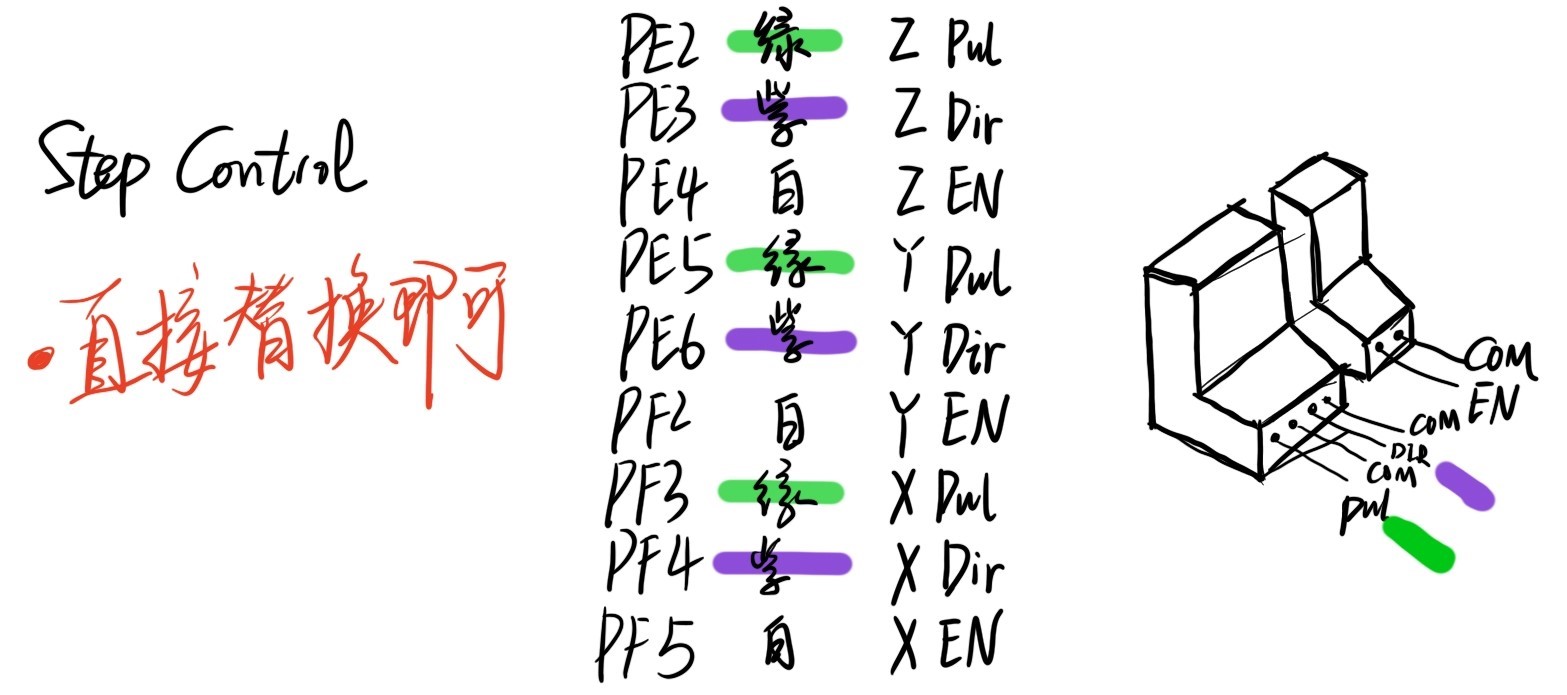 Step Control
·直接替换即可
PE2 绿 Z Pul
PE3 紫 Z Dir
PE4 白 Z EN
PE5 绿 Y Pul
PE6 紫 Y Dir
PF2 白 Y EN
PF3 绿 X Pul
PF4 紫 X Dir
PF5 白 X EN
COM
EN
COM
DIR
COM
Pul